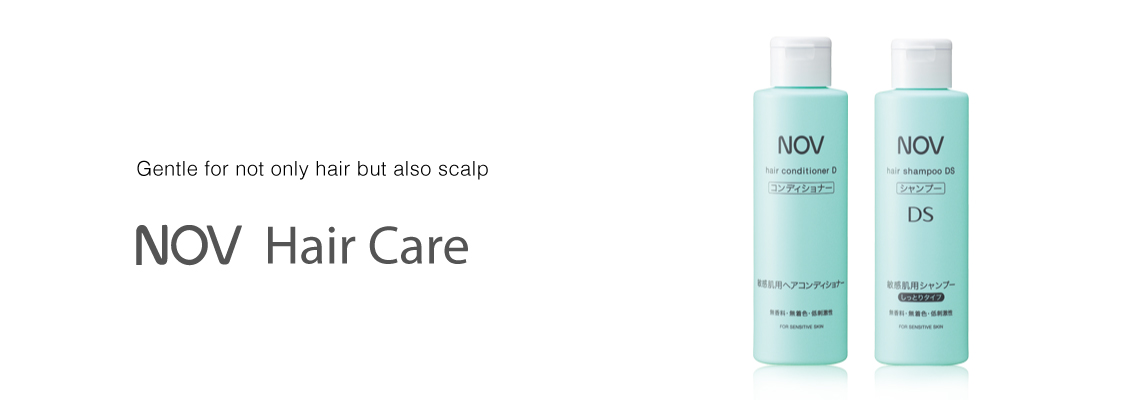 Gentle for not only hair but also scalp
NOV Hair Care
NOV
hair conditioner D
コンディショナー
敏感肌用ヘアコンディショナー
無香料・無着色・低刺激性
FOR SENSITIVE SKIN
NOV
hair shampoo DS
シャンプー
DS
敏感肌用シャンプー
しっとりタイプ
無香料・無着色・低刺激性
FOR SENSITIVE SKIN